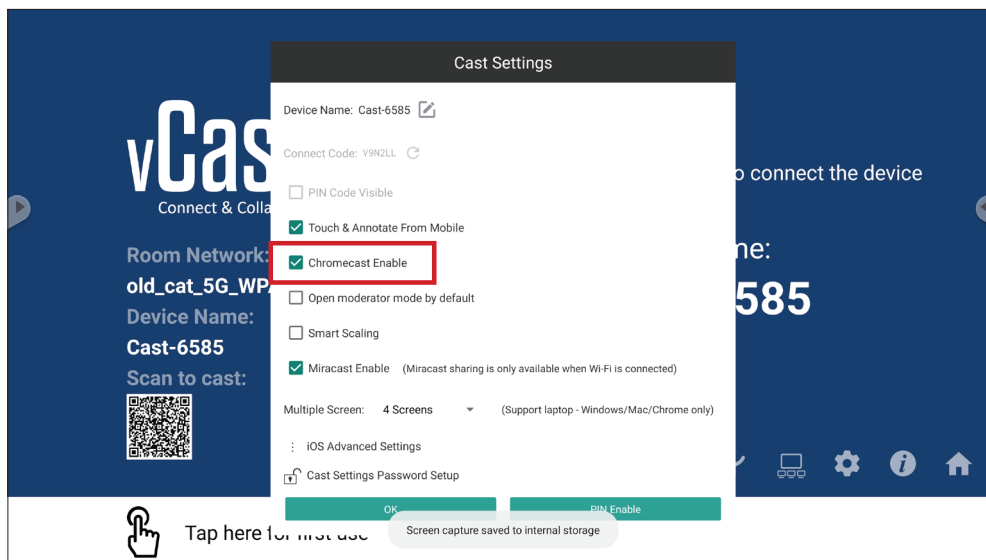 Cast Settings
Device Name: Cast-6585
Connect Code: V9N2LL
PIN Code Visible
Touch & Annotate From Mobile
Chromecast Enable
Open moderator mode by default
Smart Scaling
Miracast Enable (Miracast sharing is only available when Wi-Fi is connected)
Multiple Screen: 4 Screens (Support laptop - Windows/Mac/Chrome only)
iOS Advanced Settings
Cast Settings Password Setup
OK PIN Enable
Screen capture saved to internal storage
vCas
Connect & Colla
Room Network:
old_cat_5G_WPA
Device Name:
Cast-6585
Scan to cast:
o connect the device
me:
585
Tap here for first use